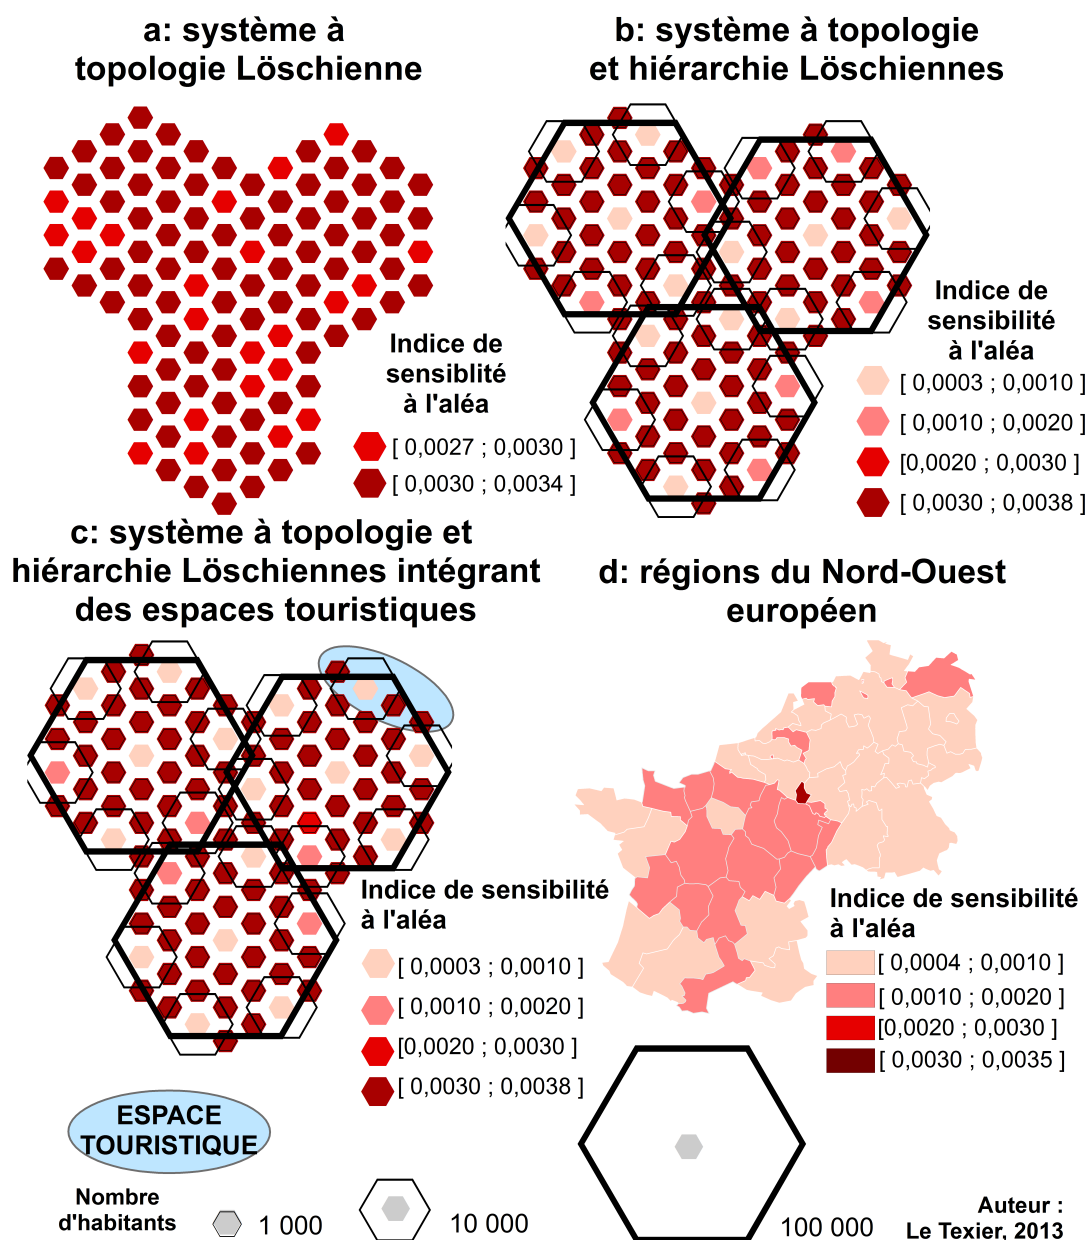 a: système à
topologie Löschienne
b: système à topologie
et hiérarchie Löschiennes
Indice de
sensiblité
à l'aléa
[ 0,0027 ; 0,0030 ]
[ 0,0030 ; 0,0034 ]
Indice de
sensibilité
à l'aléa
[ 0,0003 ; 0,0010 ]
[ 0,0010 ; 0,0020 ]
[0,0020 ; 0,0030 ]
[ 0,0030 ; 0,0038 ]
c: système à topologie et
hiérarchie Löschiennes intégrant
des espaces touristiques
d: régions du Nord-Ouest
européen
Indice de sensibilité
à l'aléa
[ 0,0003 ; 0,0010 ]
[ 0,0010 ; 0,0020 ]
[0,0020 ; 0,0030 ]
[ 0,0030 ; 0,0038 ]
Indice de sensibilité
à l'aléa
[ 0,0004 ; 0,0010 ]
[ 0,0010 ; 0,0020 ]
[0,0020 ; 0,0030 ]
[ 0,0030 ; 0,0035 ]
ESPACE
TOURISTIQUE
Nombre
d'habitants
1 000
10 000
100 000
Auteur :
Le Texier, 2013